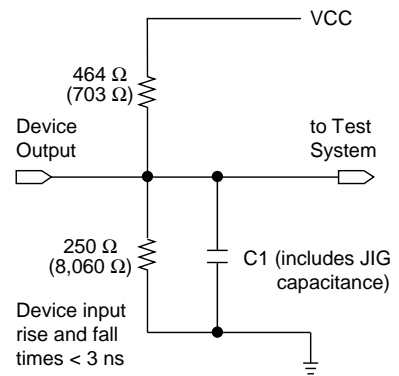 VCC
464 Ω
(703 Ω)
Device
Output
to Test
System
250 Ω
(8,060 Ω)
C1 (includes JIG
capacitance)
Device input
rise and fall
times < 3 ns